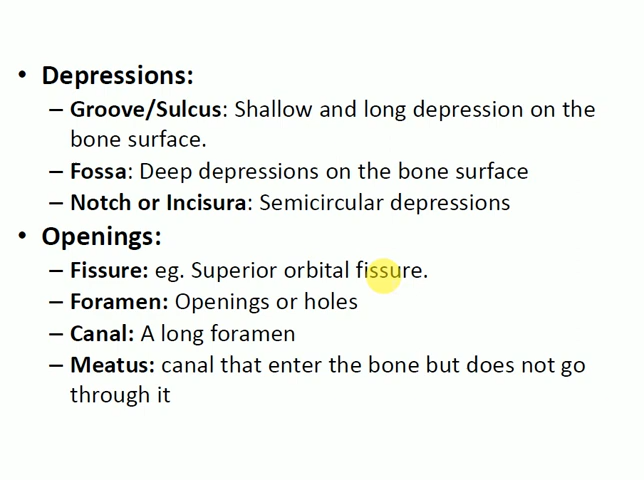 • Depressions:
– Groove/Sulcus: Shallow and long depression on the
bone surface.
– Fossa: Deep depressions on the bone surface
– Notch or Incisura: Semicircular depressions
• Openings:
– Fissure: eg. Superior orbital fissure.
– Foramen: Openings or holes
– Canal: A long foramen
– Meatus: canal that enter the bone but does not go
through it